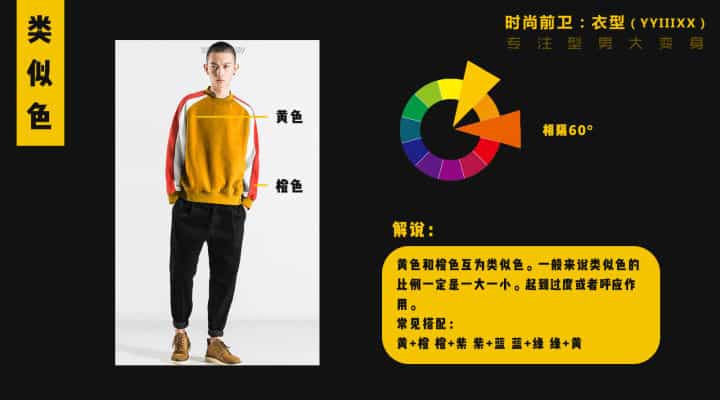 类似色
时尚前卫：衣型（YYIIIXX）
专注型男大变身
黄色
橙色
相隔60°
解说：
黄色和橙色互为类似色。一般来说类似色的
比例一定是一大一小。起到过度或者呼应作
用。
常见搭配：
黄+橙 橙+紫 紫+蓝 蓝+绿 绿+黄